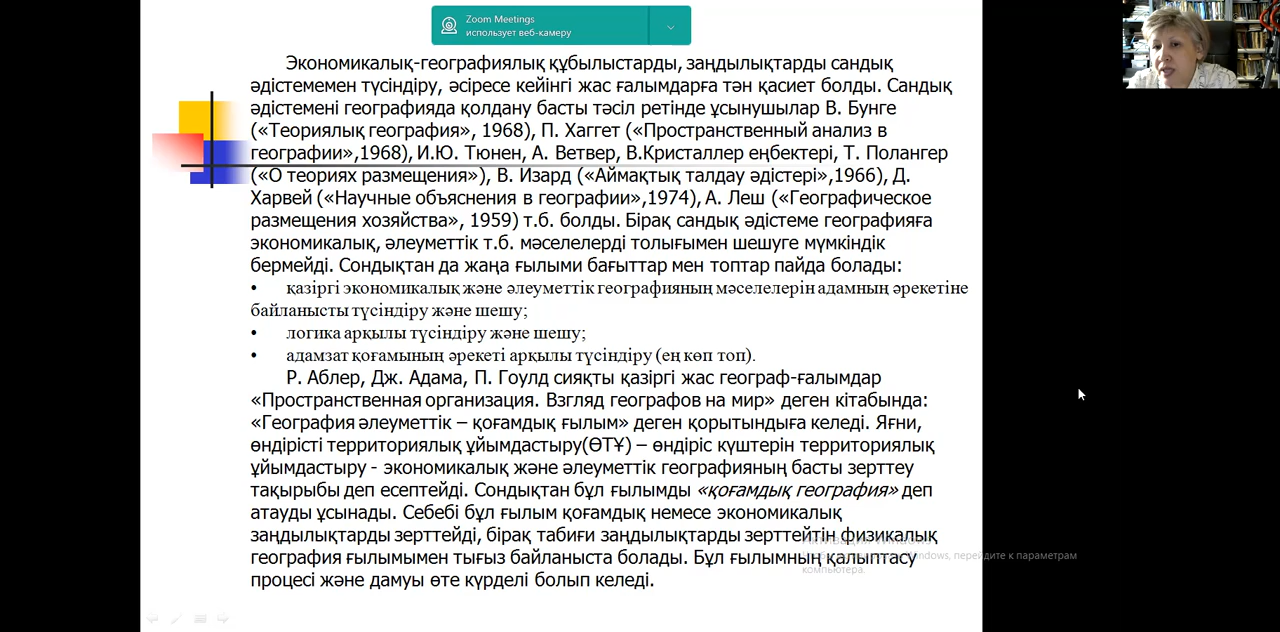 Zoom Meetings
использует веб-камеру
Экономикалық-географиялық құбылыстарды, заңдылықтарды сандық
әдістемемен түсіндіру, әсіресе кейінгі жас ғалымдарға тән қасиет болды. Сандық
әдістемені географияда қолдану басты тәсіл ретінде ұсынушылар В. Бунге
(«Теориялық география», 1968), П. Хаггет («Пространственный анализ в
географии»,1968), И.Ю. Тюнен, А. Ветвер, В.Кристаллер еңбектері, Т. Полангер
(«О теориях размещения»), В. Изард («Аймақтық талдау әдістері»,1966), Д.
Харвей («Научные объяснения в географии»,1974), А. Леш («Географическое
размещения хозяйства», 1959) т.б. болды. Бірақ сандық әдістеме географияға
экономикалық, әлеуметтік т.б. мәселелерді толығымен шешуге мүмкіндік
бермейді. Сондықтан да жаңа ғылыми бағыттар мен топтар пайда болады:
• қазіргі экономикалық және әлеуметтік географияның мәселелерін адамның әрекетіне
байланысты түсіндіру және шешу;
• логика арқылы түсіндіру және шешу;
• адамзат қоғамының әрекеті арқылы түсіндіру (ең көп топ).
Р. Аблер, Дж. Адама, П. Гоулд сияқты қазіргі жас географ-ғалымдар
«Пространственная организация. Взгляд географов на мир» деген кітабында:
«География әлеуметтік – қоғамдық ғылым» деген қорытындыға келеді. Яғни,
өндірісті территориялық ұйымдастыру(ӨТҰ) – өндіріс күштерін территориялық
ұйымдастыру - экономикалық және әлеуметтік географияның басты зерттеу
тақырыбы деп есептейді. Сондықтан бұл ғылымды «қоғамдық география» деп
атауды ұсынады. Себебі бұл ғылым қоғамдық немесе экономикалық
заңдылықтарды зерттейді, бірақ табиғи заңдылықтарды зерттейтін физикалық
география ғылымымен тығыз байланыста болады. Бұл ғылымның қалыптасу
процесі және дамуы өте күрделі болып келеді.
Активация Windows
Windows, перейдите к параметрам
компьютера.